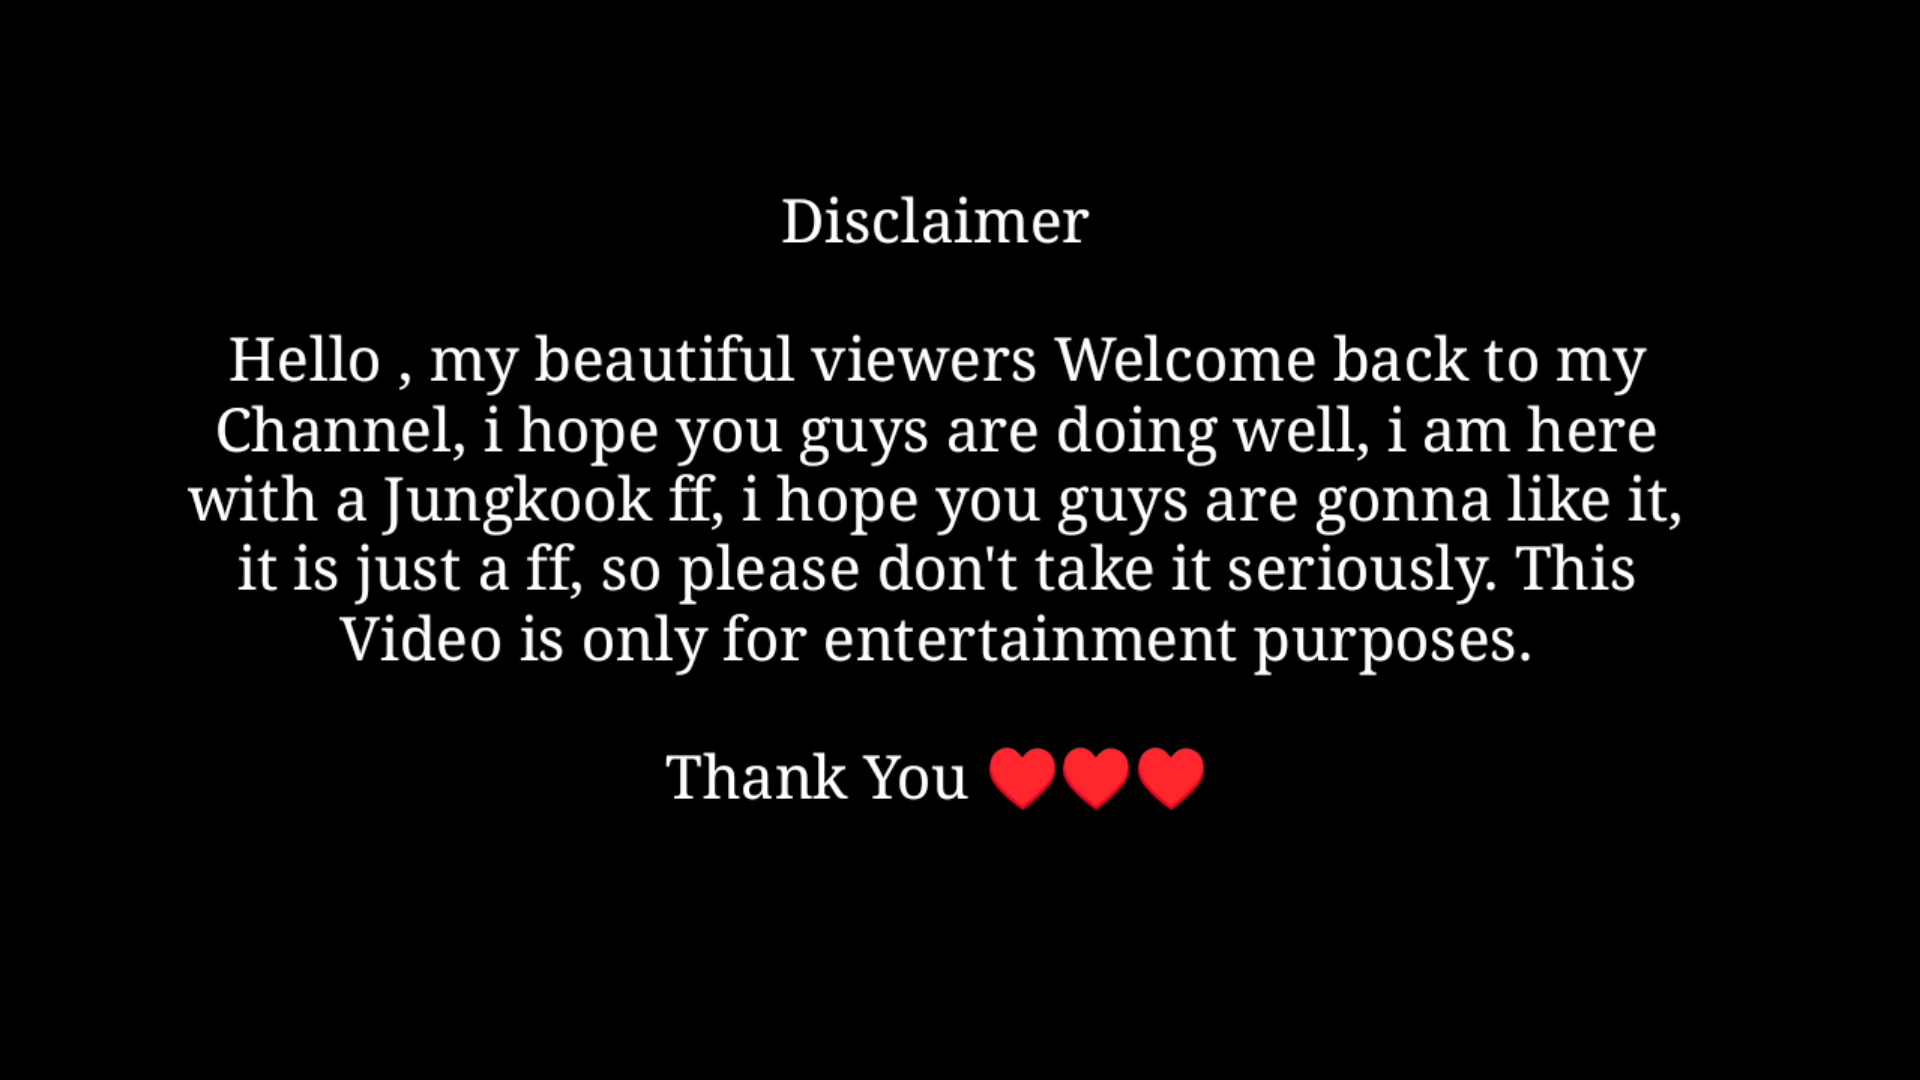 Disclaimer
Hello , my beautiful viewers Welcome back to my
Channel, i hope you guys are doing well, i am here
with a Jungkook ff, i hope you guys are gonna like it,
it is just a ff, so please don't take it seriously. This
Video is only for entertainment purposes.
Thank You ♥️♥️♥️